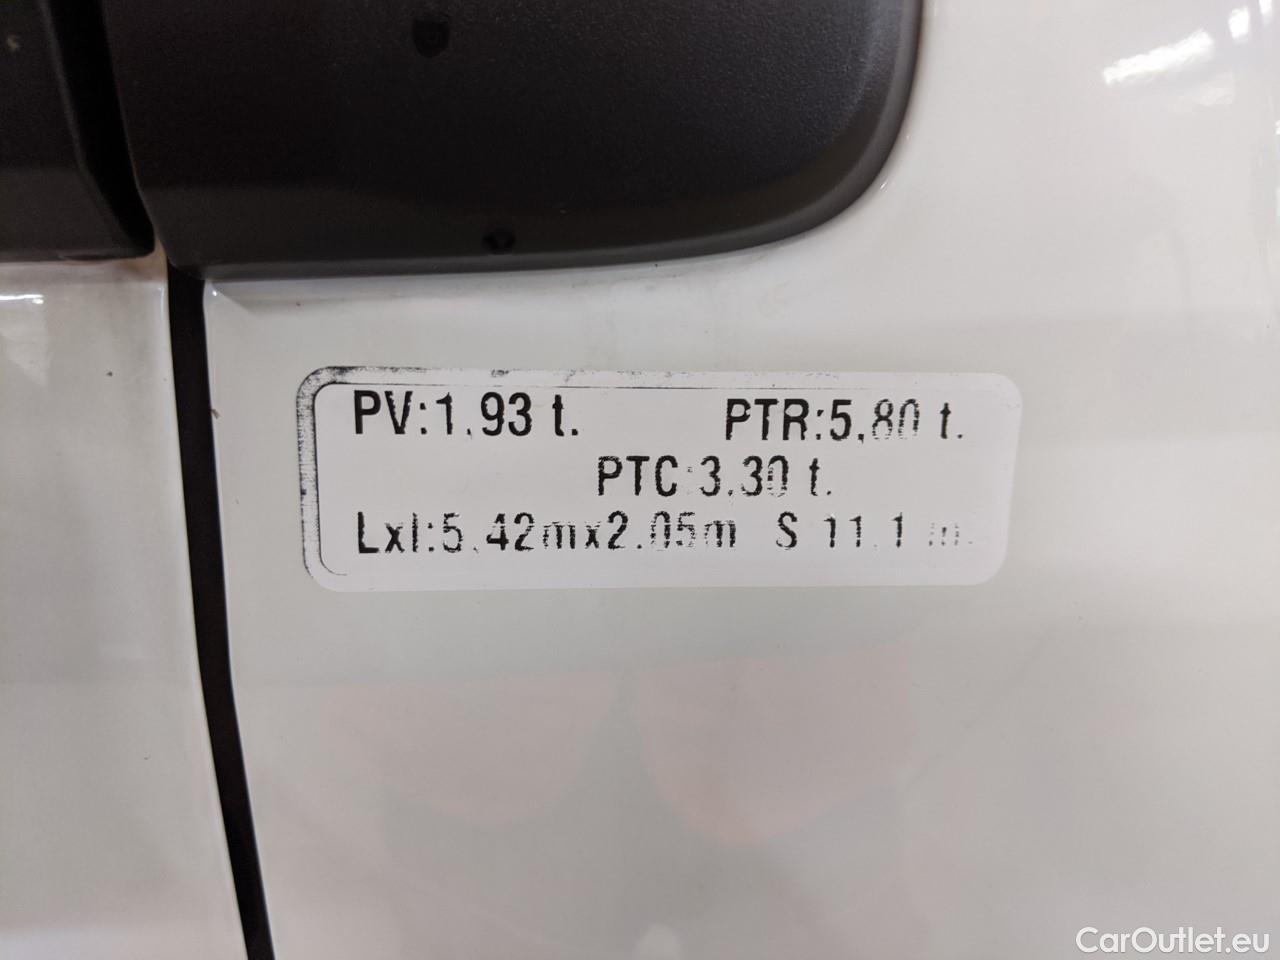 PV:1,93 t. PTR:5,80 t.
PTC:3,30 t.
Lxl:5,42mx2,05m S 11,1 m.
CarOutlet.eu